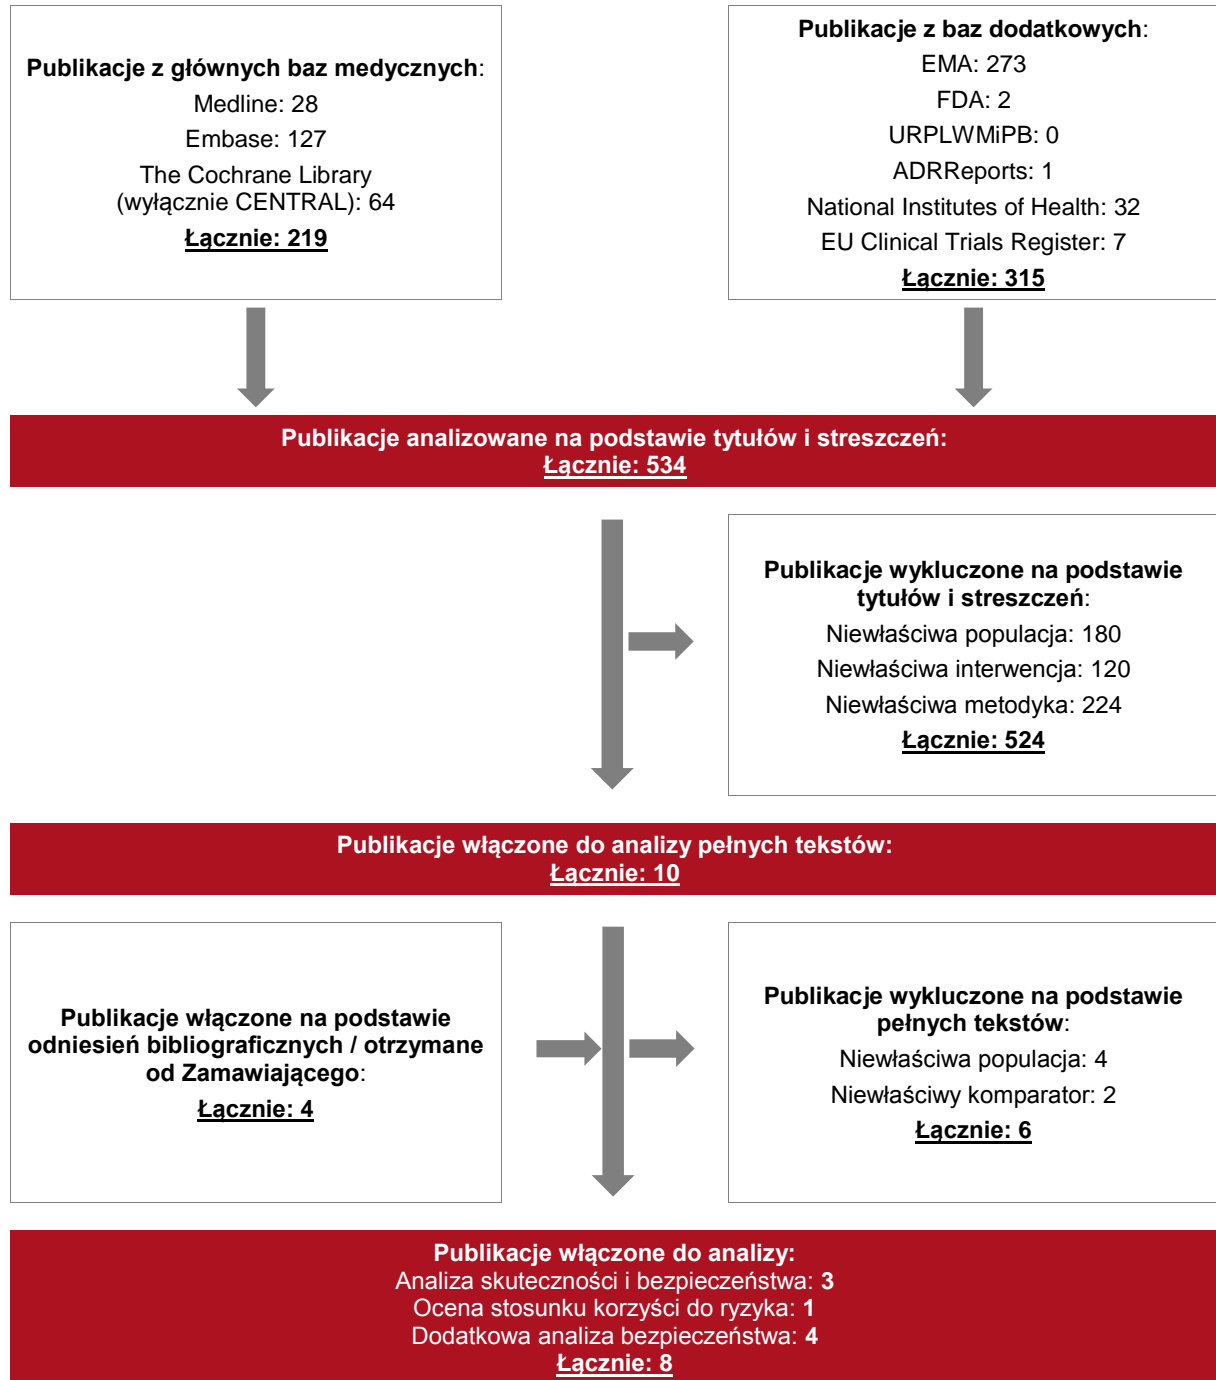 Publikacje z głównych baz medycznych:
Medline: 28
Embase: 127
The Cochrane Library
(wyłącznie CENTRAL): 64
Łącznie: 219
Publikacje z baz dodatkowych:
EMA: 273
FDA: 2
URPLWMiPB: 0
ADRReports: 1
National Institutes of Health: 32
EU Clinical Trials Register: 7
Łącznie: 315
Publikacje analizowane na podstawie tytułów i streszczeń:
Łącznie: 534
Publikacje wykluczone na podstawie
tytułów i streszczeń:
Niewłaściwa populacja: 180
Niewłaściwa interwencja: 120
Niewłaściwa metodyka: 224
Łącznie: 524
Publikacje włączone do analizy pełnych tekstów:
Łącznie: 10
Publikacje włączone na podstawie
odniesień bibliograficznych / otrzymane
od Zamawiającego:
Łącznie: 4
Publikacje wykluczone na podstawie
pełnych tekstów:
Niewłaściwa populacja: 4
Niewłaściwy komparator: 2
Łącznie: 6
Publikacje włączone do analizy:
Analiza skuteczności i bezpieczeństwa: 3
Ocena stosunku korzyści do ryzyka: 1
Dodatkowa analiza bezpieczeństwa: 4
Łącznie: 8